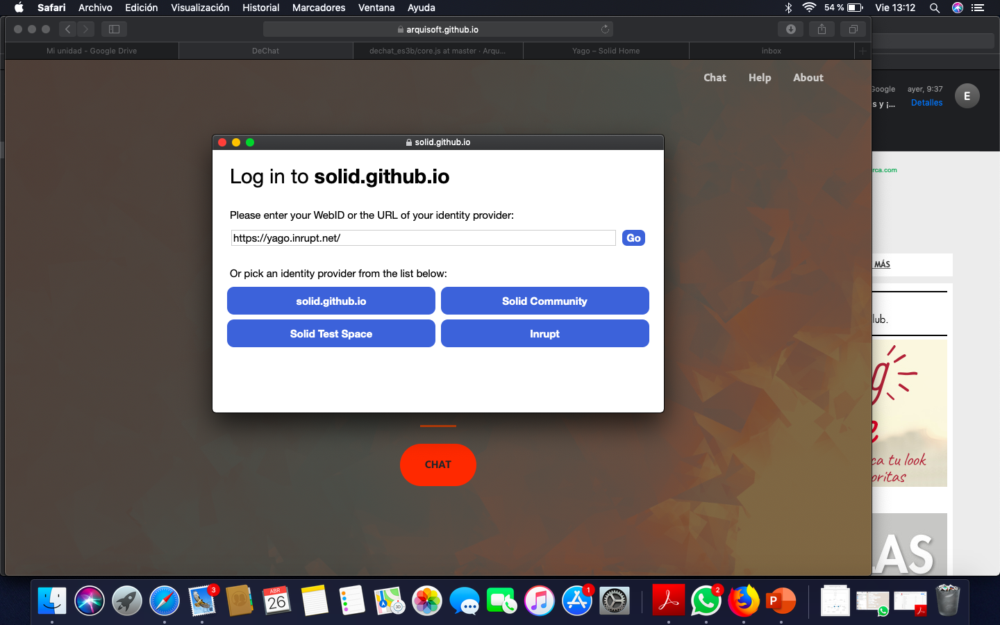 Safari Archivo Edición Visualización Historial Marcadores Ventana Ayuda 54 % Vie 13:12
arquisoft.github.io
Mi unidad - Google Drive DeChat dechat_es3b/core.js at master · Arqu... Yago – Solid Home inbox
Chat Help About
Google ayer, 9:37
s y ¡... Detalles
E
solid.github.io
Log in to solid.github.io
rca.com
Please enter your WebID or the URL of your identity provider:
https://yago.inrupt.net/ Go
MÁS
Or pick an identity provider from the list below:
solid.github.io Solid Community
lub.
Solid Test Space Inrupt
g
e
ca tu look
oritas
CHAT
AS
3
ABR
26
3D
1
2
P